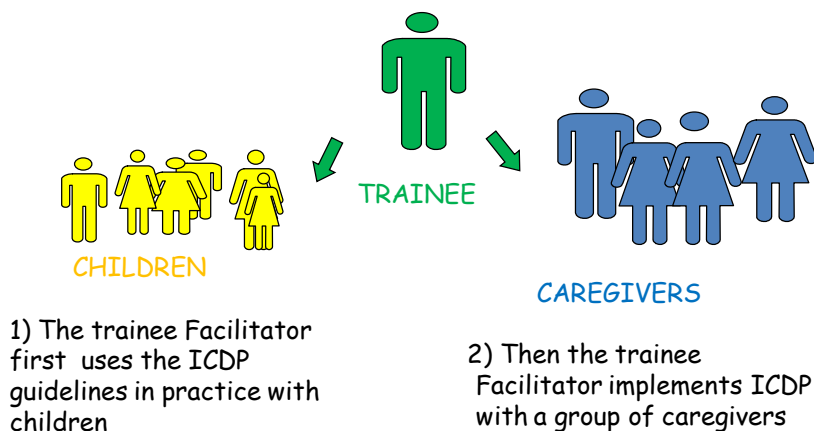 TRAINEE
CHILDREN
CAREGIVERS
1) The trainee Facilitator
first uses the ICDP
guidelines in practice with
children
2) Then the trainee
Facilitator implements ICDP
with a group of caregivers